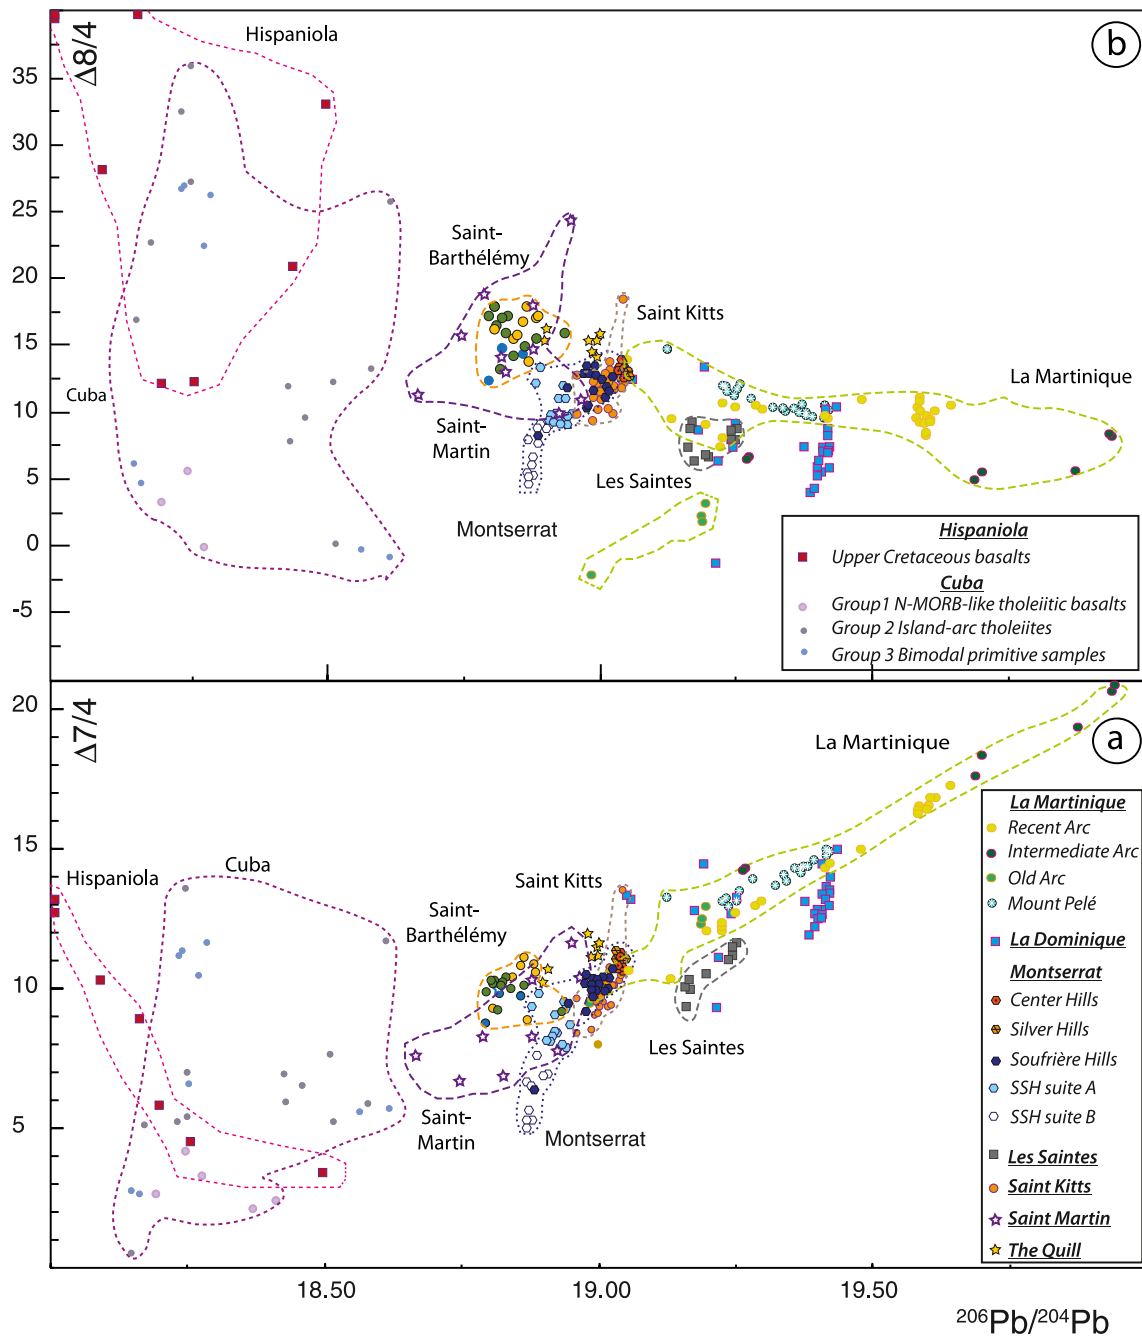 b
Δ8/4
Hispaniola
35
30
25
20
15
10
5
0
-5
Saint-
Barthélémy
Saint Kitts
La Martinique
Cuba
Saint-
Martin
Les Saintes
Montserrat
Hispaniola
Upper Cretaceous basalts
Cuba
Group1 N-MORB-like tholeiitic basalts
Group 2 Island-arc tholeiites
Group 3 Bimodal primitive samples
a
Δ7/4
20
15
10
5
La Martinique
Cuba
Hispaniola
Saint Kitts
Saint-
Barthélémy
Les Saintes
Saint-
Martin
Montserrat
La Martinique
Recent Arc
Intermediate Arc
Old Arc
Mount Pelé
La Dominique
Montserrat
Center Hills
Silver Hills
Soufrière Hills
SSH suite A
SSH suite B
Les Saintes
Saint Kitts
Saint Martin
The Quill
18.50
19.00
19.50
²⁰⁶Pb/²⁰⁴Pb